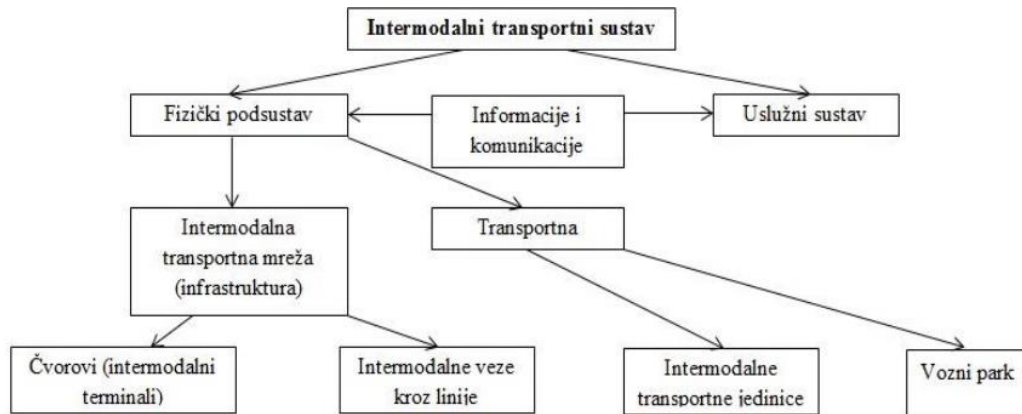 Intermodalni transportni sustav
Fizički podsustav
Informacije i
komunikacije
Uslužni sustav
Intermodalna
transportna mreža
(infrastruktura)
Transportna
Čvorovi (intermodalni
terminali)
Intermodalne veze
kroz linije
Intermodalne
transportne jedinice
Vozni park